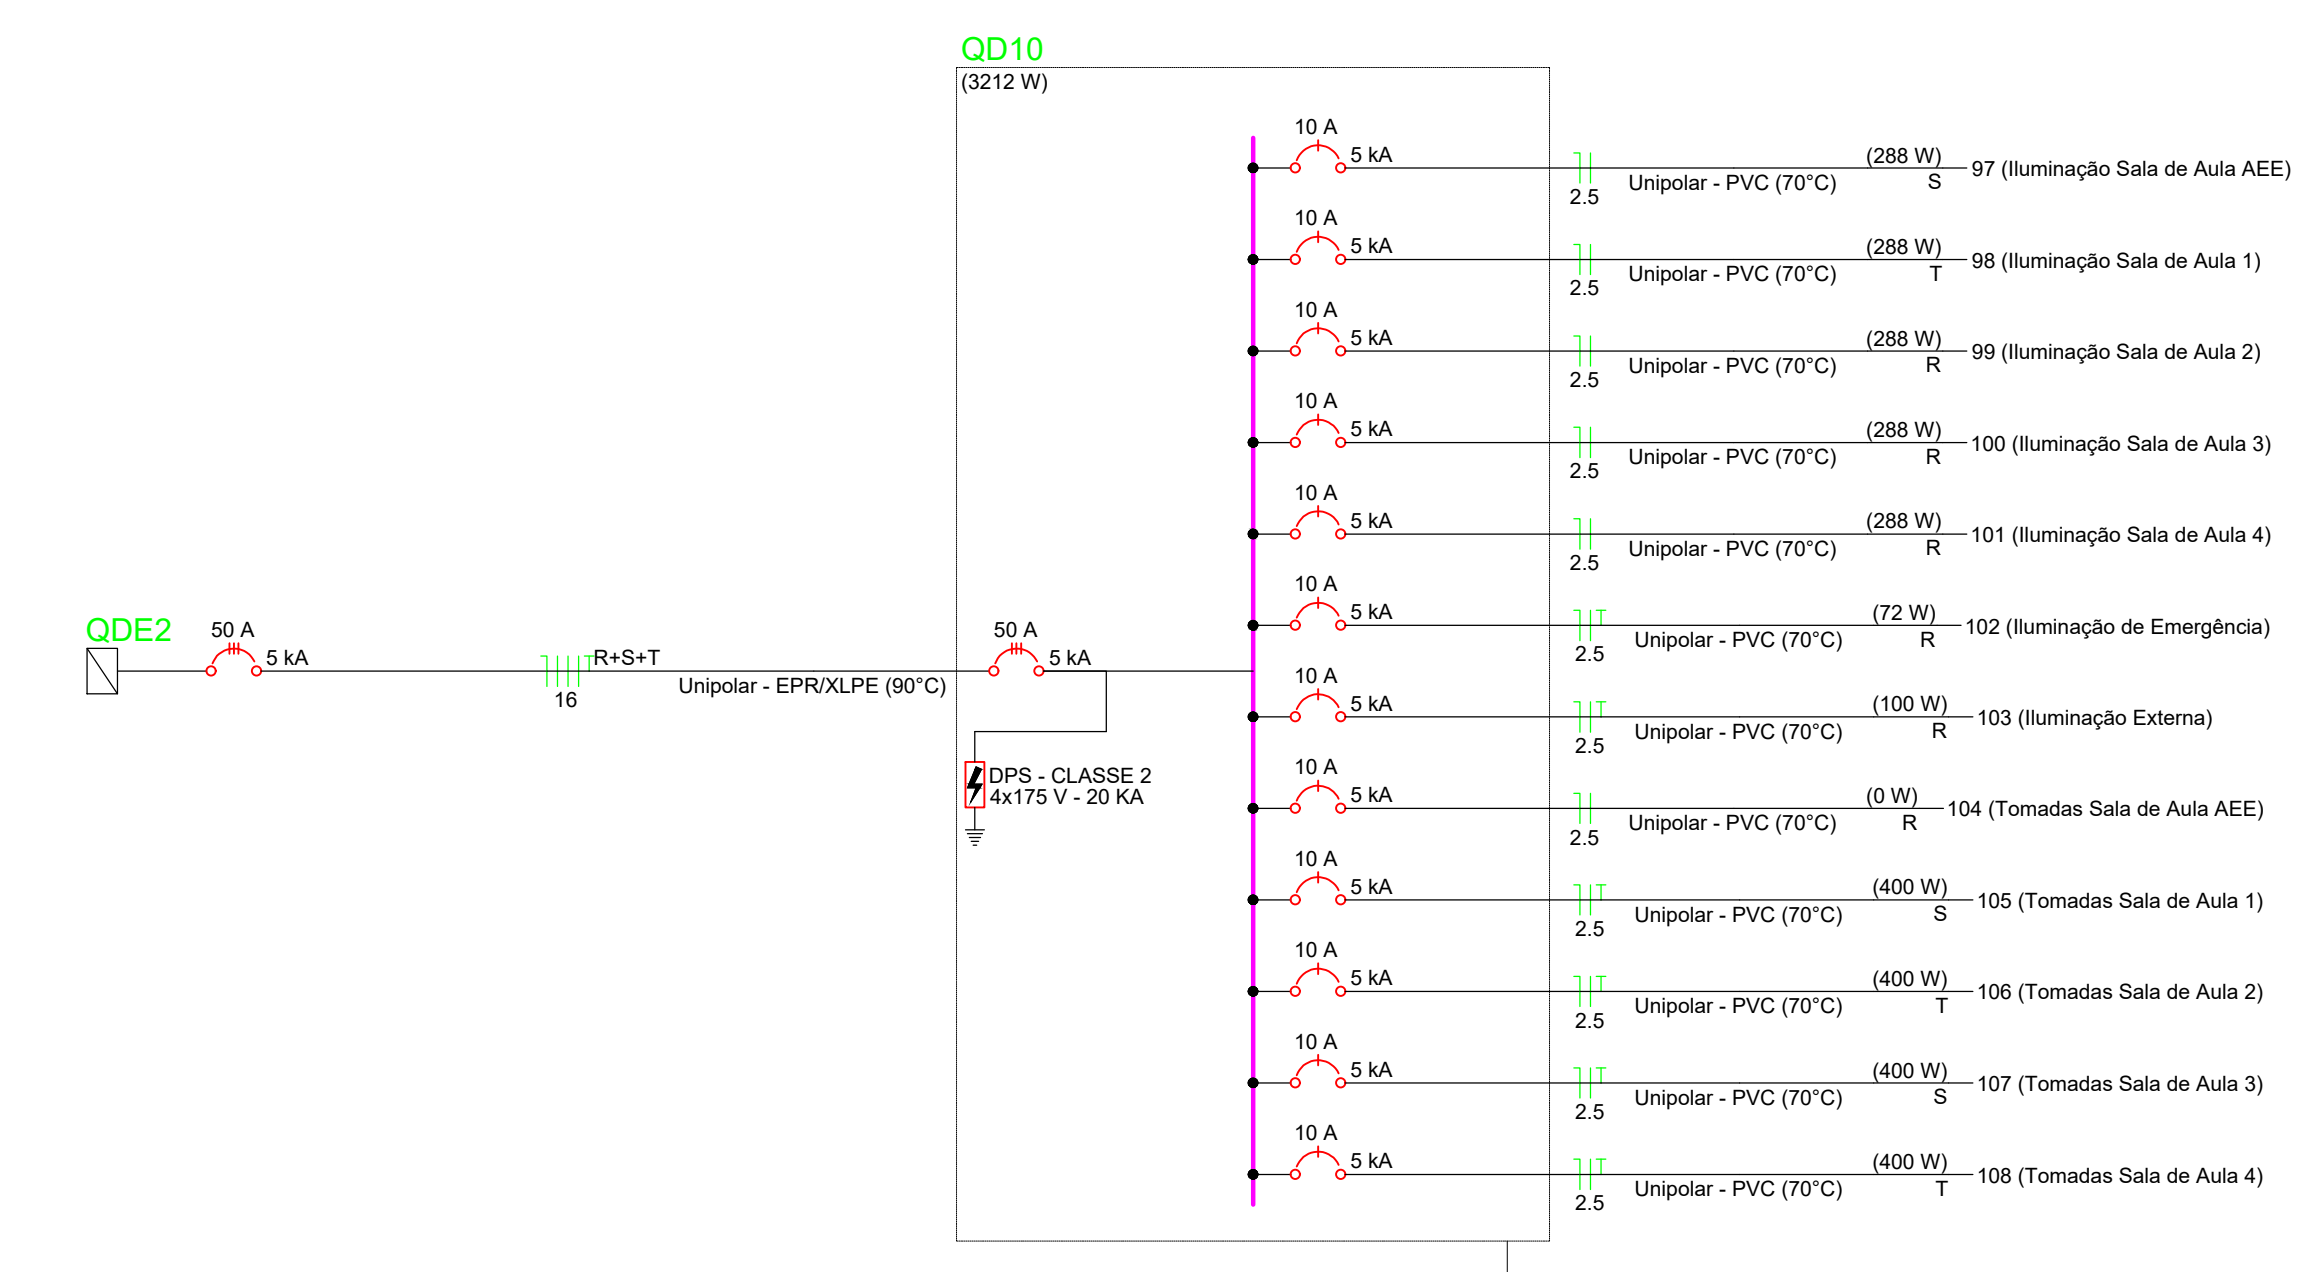 QD10
(3212 W)
10 A
5 kA
2.5
Unipolar - PVC (70°C)
(288 W)
S
97 (Iluminação Sala de Aula AEE)
10 A
5 kA
2.5
Unipolar - PVC (70°C)
(288 W)
T
98 (Iluminação Sala de Aula 1)
10 A
5 kA
2.5
Unipolar - PVC (70°C)
(288 W)
R
99 (Iluminação Sala de Aula 2)
10 A
5 kA
2.5
Unipolar - PVC (70°C)
(288 W)
R
100 (Iluminação Sala de Aula 3)
10 A
5 kA
2.5
Unipolar - PVC (70°C)
(288 W)
R
101 (Iluminação Sala de Aula 4)
10 A
5 kA
2.5
Unipolar - PVC (70°C)
(72 W)
R
102 (Iluminação de Emergência)
QDE2
50 A
5 kA
R+S+T
16
Unipolar - EPR/XLPE (90°C)
50 A
5 kA
DPS - CLASSE 2
4x175 V - 20 KA
10 A
5 kA
2.5
Unipolar - PVC (70°C)
(100 W)
R
103 (Iluminação Externa)
10 A
5 kA
2.5
Unipolar - PVC (70°C)
(0 W)
R
104 (Tomadas Sala de Aula AEE)
10 A
5 kA
2.5
Unipolar - PVC (70°C)
(400 W)
S
105 (Tomadas Sala de Aula 1)
10 A
5 kA
2.5
Unipolar - PVC (70°C)
(400 W)
T
106 (Tomadas Sala de Aula 2)
10 A
5 kA
2.5
Unipolar - PVC (70°C)
(400 W)
S
107 (Tomadas Sala de Aula 3)
10 A
5 kA
2.5
Unipolar - PVC (70°C)
(400 W)
T
108 (Tomadas Sala de Aula 4)